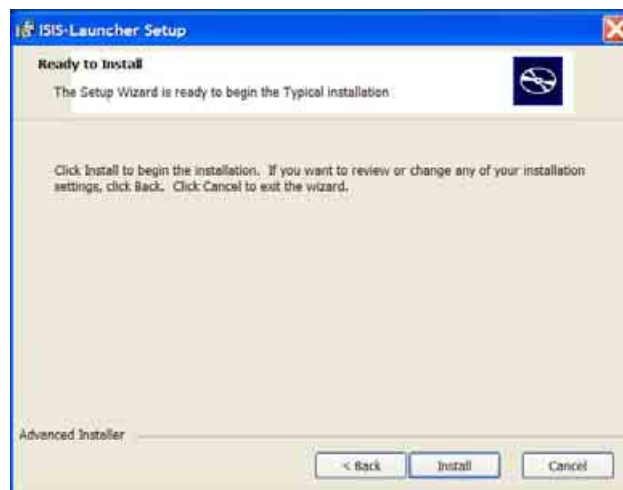 ISIS-Launcher Setup
Ready to Install
The Setup Wizard is ready to begin the Typical installation
Click Install to begin the installation. If you want to review or change any of your installation
settings, click Back. Click Cancel to exit the wizard.
Advanced Installer
< Back Install Cancel